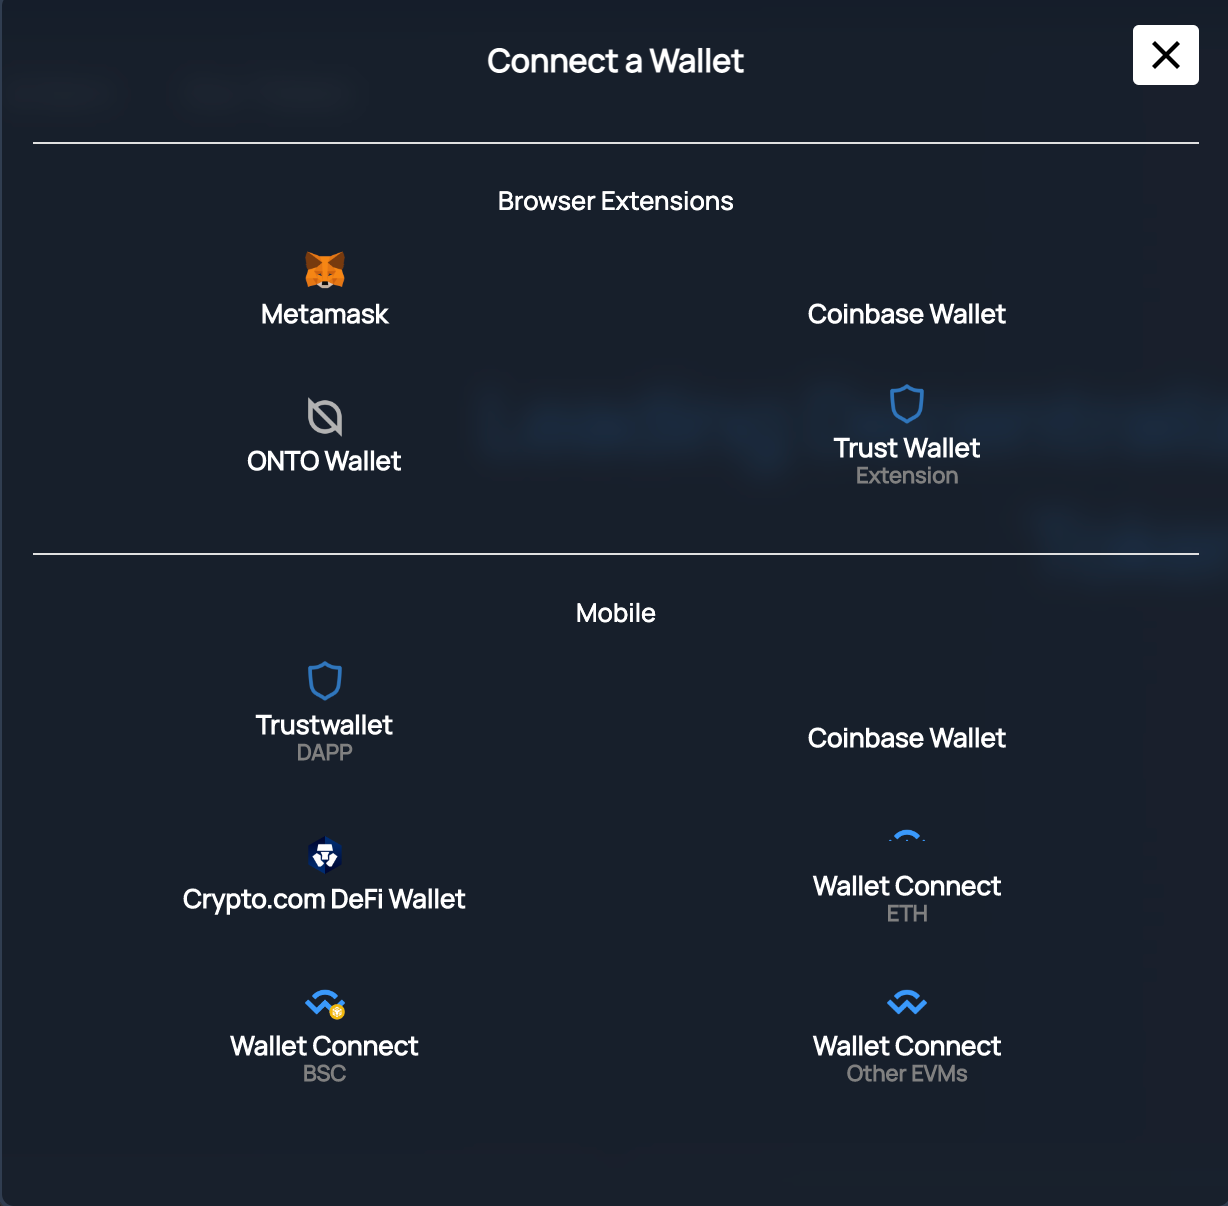 Connect a Wallet
Browser Extensions
Metamask
Coinbase Wallet
ONTO Wallet
Trust Wallet
Extension
Mobile
Trustwallet
DAPP
Coinbase Wallet
Crypto.com DeFi Wallet
Wallet Connect
ETH
Wallet Connect
BSC
Wallet Connect
Other EVMs